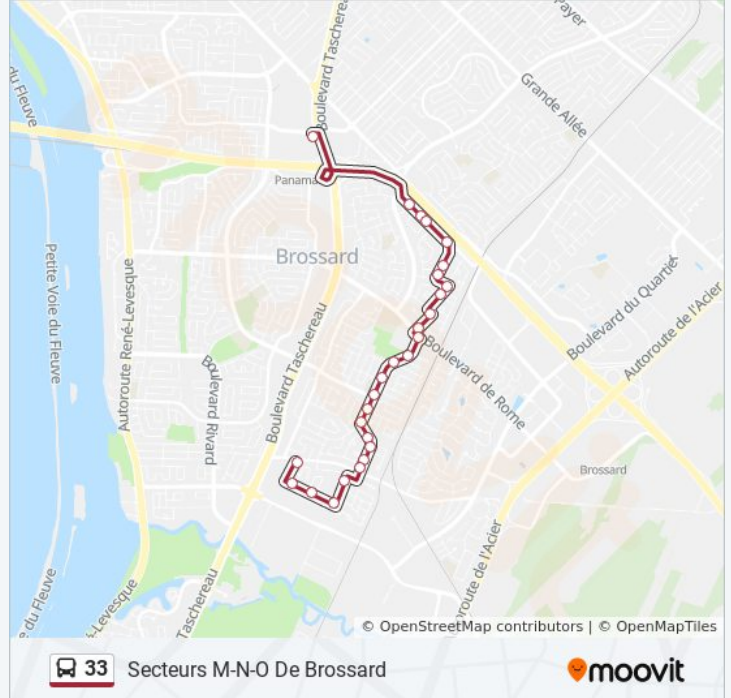 du Fleuve
Boulevard Taschere
Payer
Grande Allée
Panama
Brossard
Petite Voie du Fleuve
Autoroute René-Levesque
Boulevard Taschereau
Boulevard Rivard
Boulevard de Rome
Boulevard du Quartier
Autoroute de l'Acier
Brossard
oroute de l'Acier
e du Fleuve
é-Levesque
Taschereau
© OpenStreetMap contributors | © OpenMapTiles
33 Secteurs M-N-O De Brossard
moovit